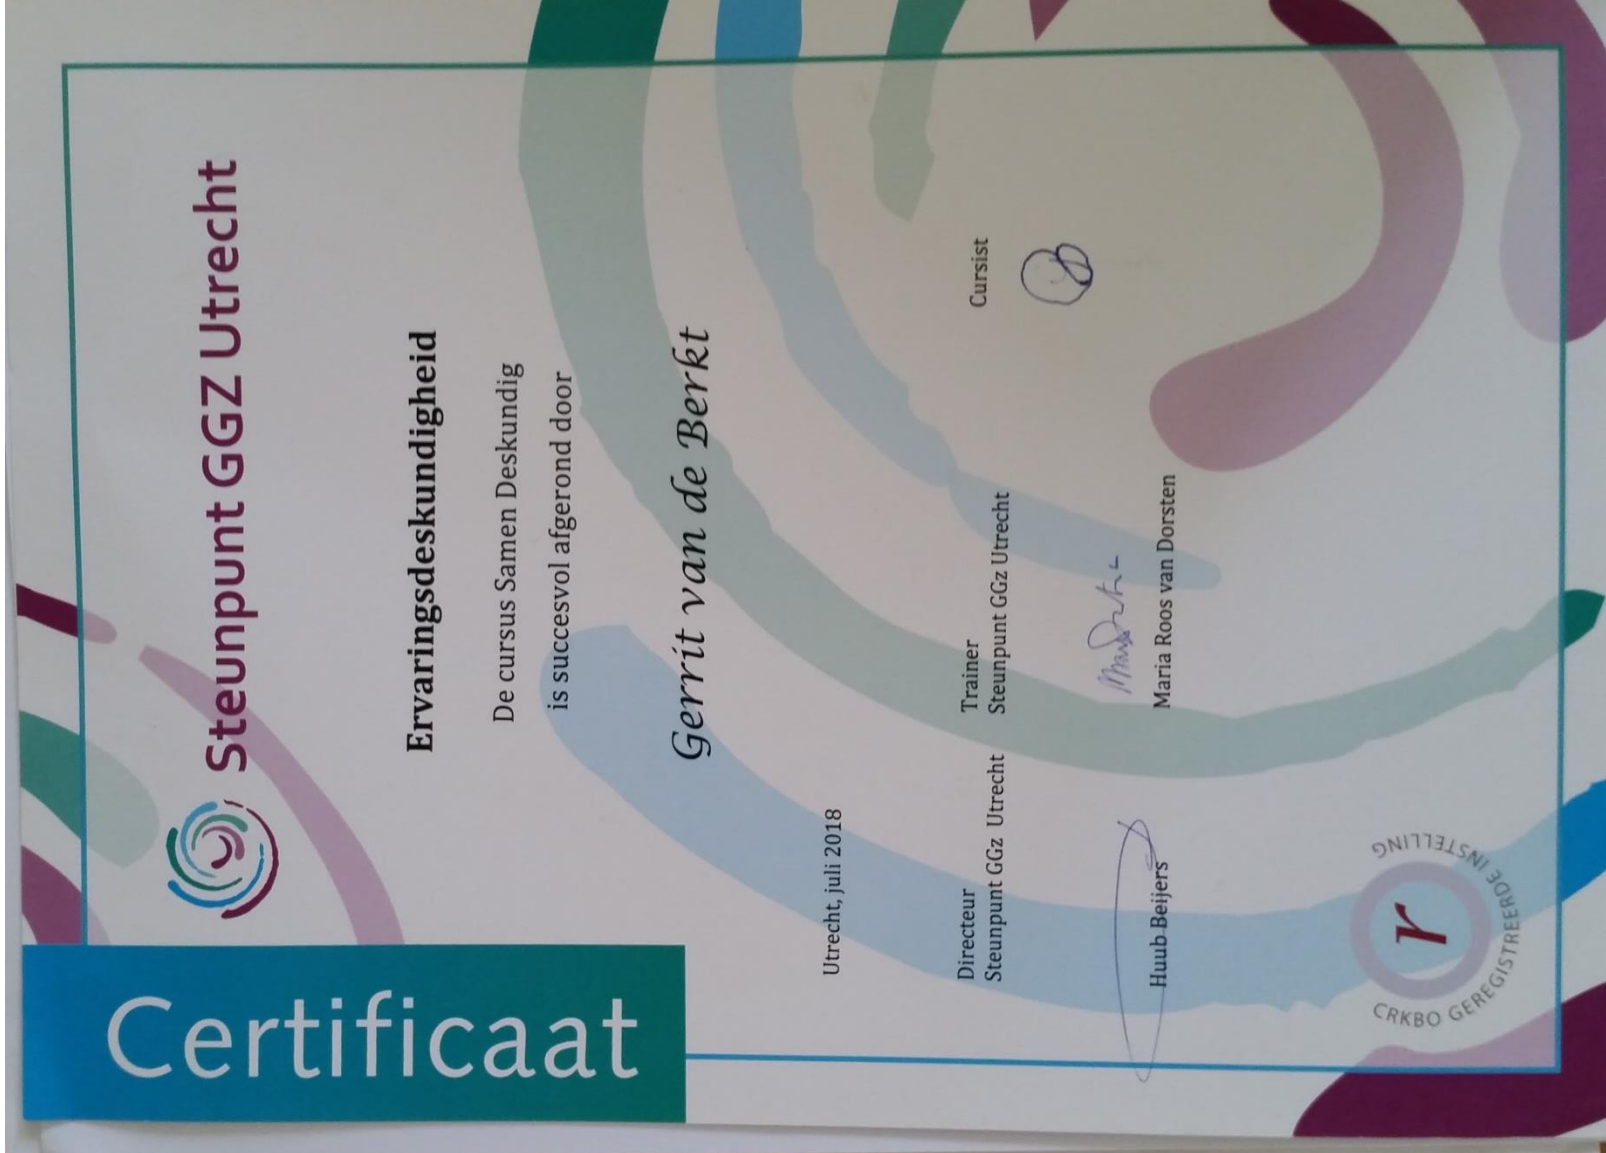 Certificaat
Steunpunt GGZ Utrecht
Ervaringsdeskundigheid
De cursus Samen Deskundig
is succesvol afgerond door
Gerrit van de Berkt
Utrecht, juli 2018
Directeur
Steunpunt GGz Utrecht
Huub Beijers
Trainer
Steunpunt GGz Utrecht
Maria Roos van Dorsten
Cursist
r
CRKBO GEREGISTREERDE INSTELLING